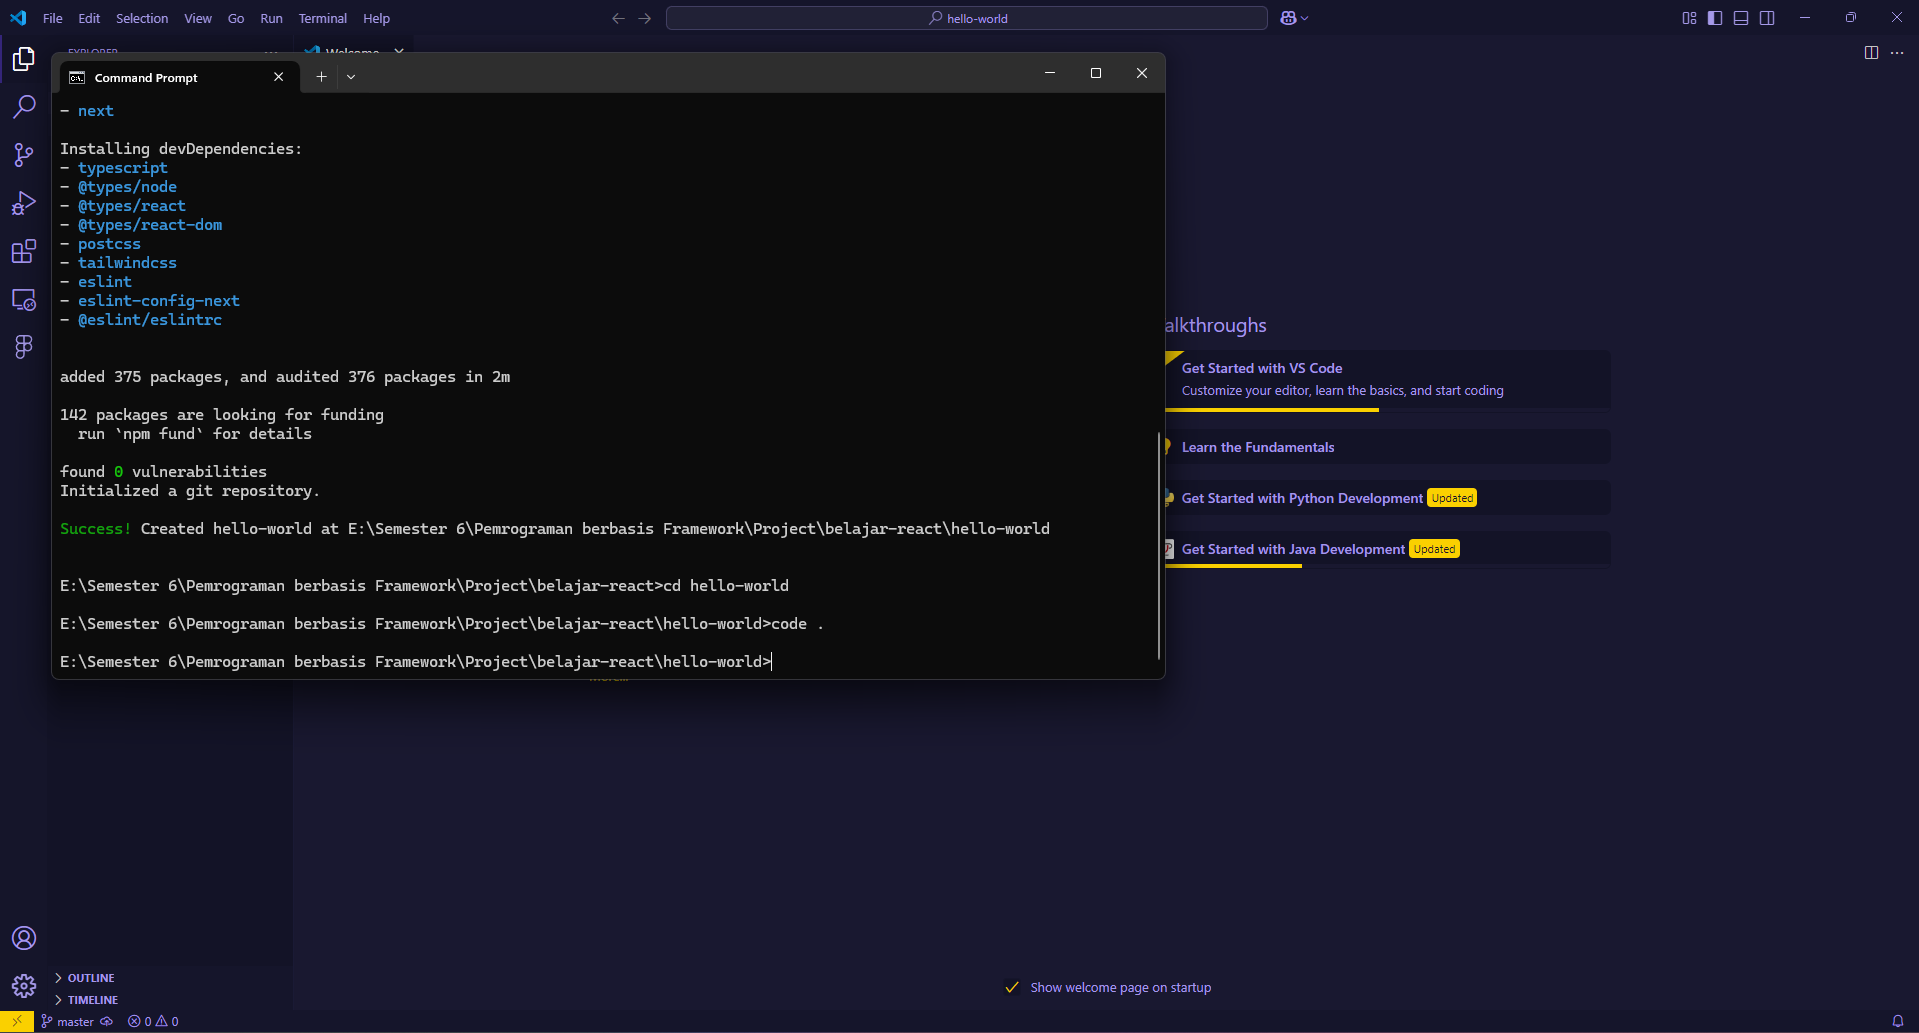 File Edit Selection View Go Run Terminal Help
hello-world
EXPLORER
Welcome
Command Prompt
- next
Installing devDependencies:
- typescript
- @types/node
- @types/react
- @types/react-dom
- postcss
- tailwindcss
- eslint
- eslint-config-next
- @eslint/eslintrc
added 375 packages, and audited 376 packages in 2m
142 packages are looking for funding
run `npm fund` for details
found 0 vulnerabilities
Initialized a git repository.
Success! Created hello-world at E:\Semester 6\Pemrograman berbasis Framework\Project\belajar-react\hello-world
E:\Semester 6\Pemrograman berbasis Framework\Project\belajar-react>cd hello-world
E:\Semester 6\Pemrograman berbasis Framework\Project\belajar-react\hello-world>code .
E:\Semester 6\Pemrograman berbasis Framework\Project\belajar-react\hello-world>
alkthroughs
Get Started with VS Code
Customize your editor, learn the basics, and start coding
Learn the Fundamentals
Get Started with Python Development Updated
Get Started with Java Development Updated
Show welcome page on startup
OUTLINE
TIMELINE
master 0 0